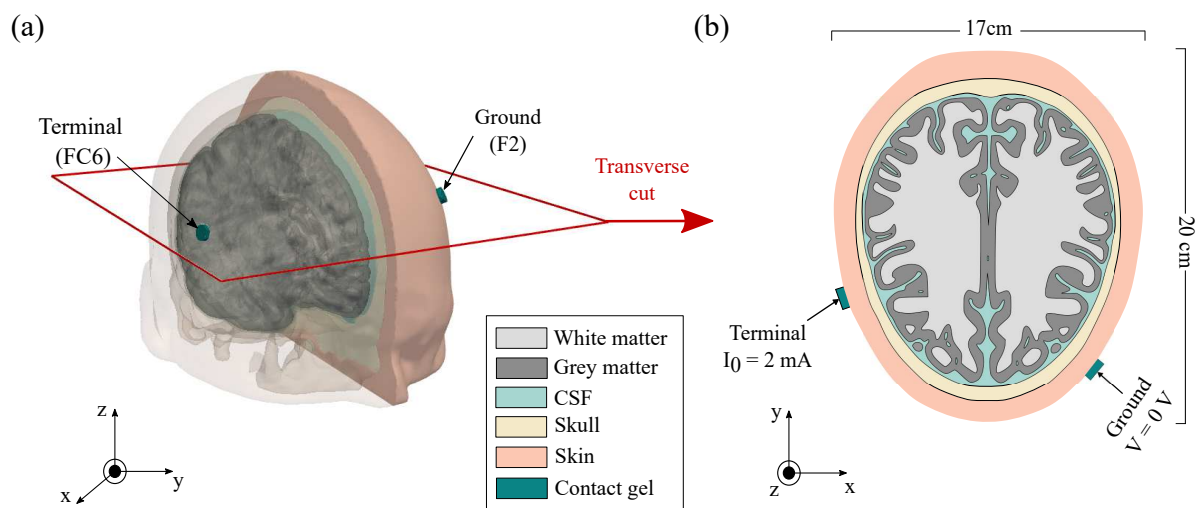 (a)
Terminal
(FC6)
Ground
(F2)
Transverse
cut
z
y
x
White matter
Grey matter
CSF
Skull
Skin
Contact gel
(b)
17cm
20 cm
Terminal
I0 = 2 mA
Ground
V = 0 V
y
z
x